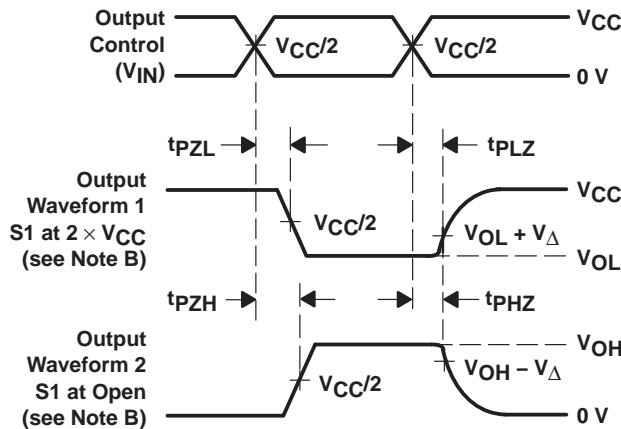 Output
Control
(VIN)
VCC/2
VCC/2
VCC
0 V
tPZL
tPLZ
Output
Waveform 1
S1 at 2 × VCC
(see Note B)
VCC/2
VCC
VOL + VΔ
VOL
tPZH
tPHZ
Output
Waveform 2
S1 at Open
(see Note B)
VCC/2
VOH
VOH − VΔ
0 V